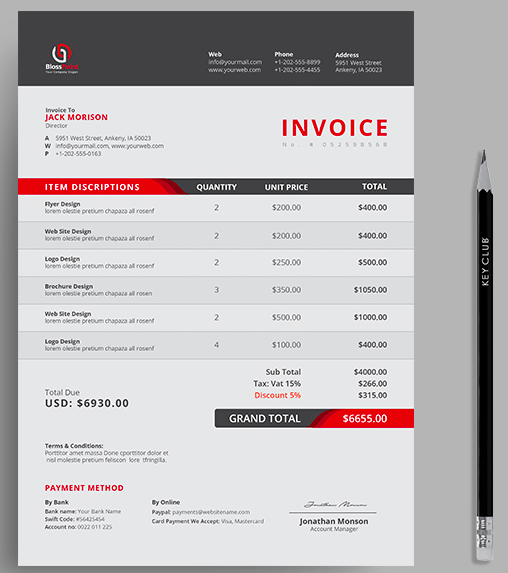 BlossPoint
Your Company Slogan
Web
info@yourmail.com
www.yourweb.com
Phone
+1-202-555-8899
+1-202-555-4455
Address
5951 West Street
Ankeny, IA 50023
Invoice To
JACK MORISON
Director
A 5951 West Street, Ankeny, IA 50023
W info@yourmail.com, www.yourweb.com
P +1-202-555-0163
INVOICE
No. # 052598568
ITEM DISCRIPTIONS QUANTITY UNIT PRICE TOTAL
Flyer Design
lorem olestie pretium chapaza all rosenf
2 $200.00 $400.00
Web Site Design
lorem olestie pretium chapaza all rosenf
2 $200.00 $400.00
Logo Design
lorem olestie pretium chapaza all rosenf
2 $250.00 $500.00
Brochure Design
lorem olestie pretium chapaza all rosen
3 $350.00 $1050.00
Web Site Design
lorem olestie pretium chapaza all rosenf
2 $500.00 $1000.00
Logo Design
lorem olestie pretium chapaza all rosenf
4 $100.00 $400.00
Sub Total $4000.00
Tax: Vat 15% $266.00
Discount 5% $315.00
Total Due
USD: $6930.00
GRAND TOTAL $6655.00
Terms & Conditions:
Porttitor amet massa Done cporttitor dolor et
nisl molestie pretium feliscon lore tfringilla.
PAYMENT METHOD
By Bank
Bank name: Your Bank Name
Swift Code: #56425454
Account no: 0022 011 225
By Online
Paypal: payments@websitename.com
Card Payment We Accept: Visa, Mastercard
Jonathan Monson
Jonathan Monson
Account Manager
KEY CLUB